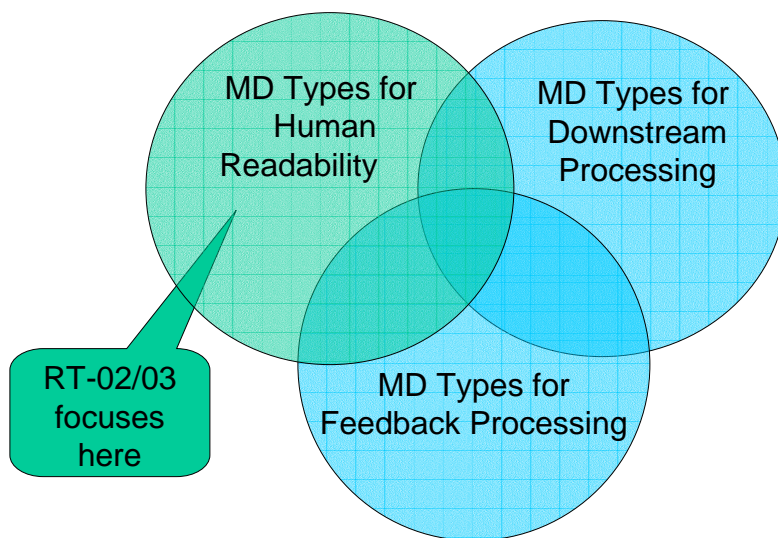 MD Types for
Human
Readability
MD Types for
Downstream
Processing
MD Types for
Feedback Processing
RT-02/03
focuses
here